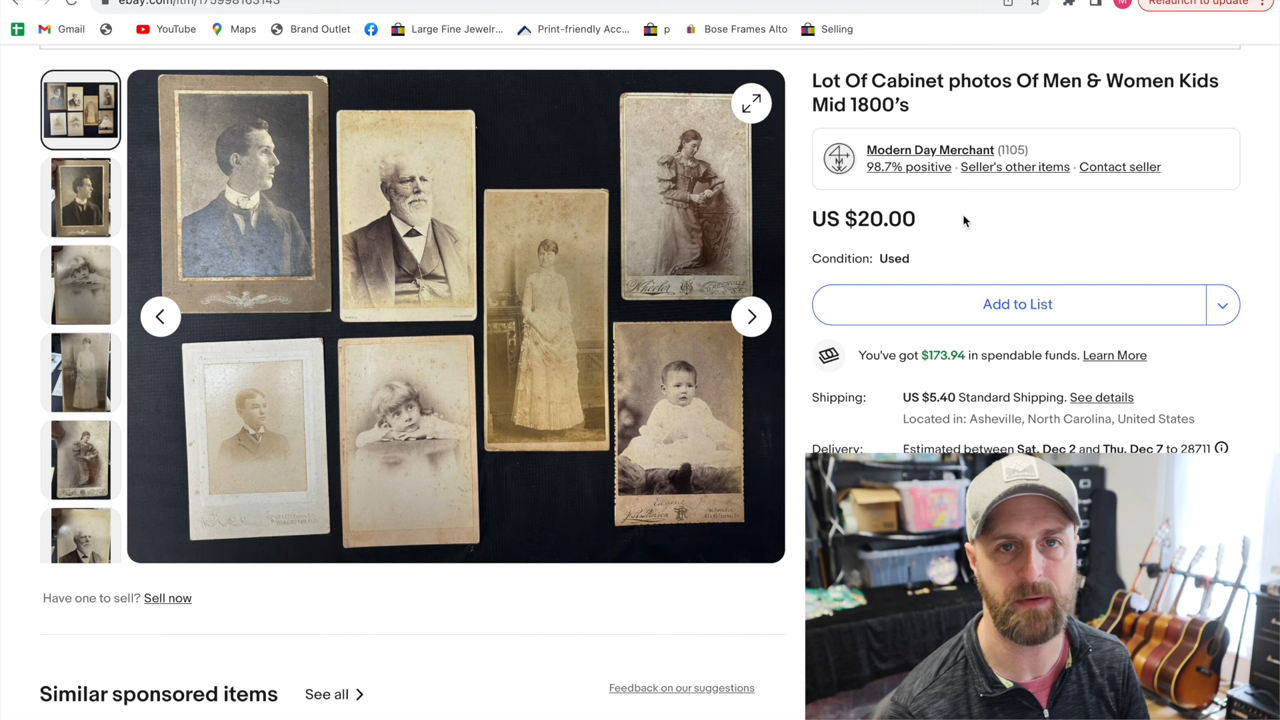 Relaunch to update
Gmail
YouTube
Maps
Brand Outlet
Large Fine Jewelr...
Print-friendly Acc...
p
Bose Frames Alto
Selling
Lot Of Cabinet photos Of Men & Women Kids
Mid 1800's
Modern Day Merchant (1105)
98.7% positive · Seller's other items · Contact seller
US $20.00
Condition: Used
Add to List
You've got $173.94 in spendable funds. Learn More
Shipping: US $5.40 Standard Shipping. See details
Located in: Asheville, North Carolina, United States
Delivery: Estimated between Sat, Dec 2 and Thu, Dec 7 to 28711
Have one to sell? Sell now
Similar sponsored items See all
Feedback on our suggestions